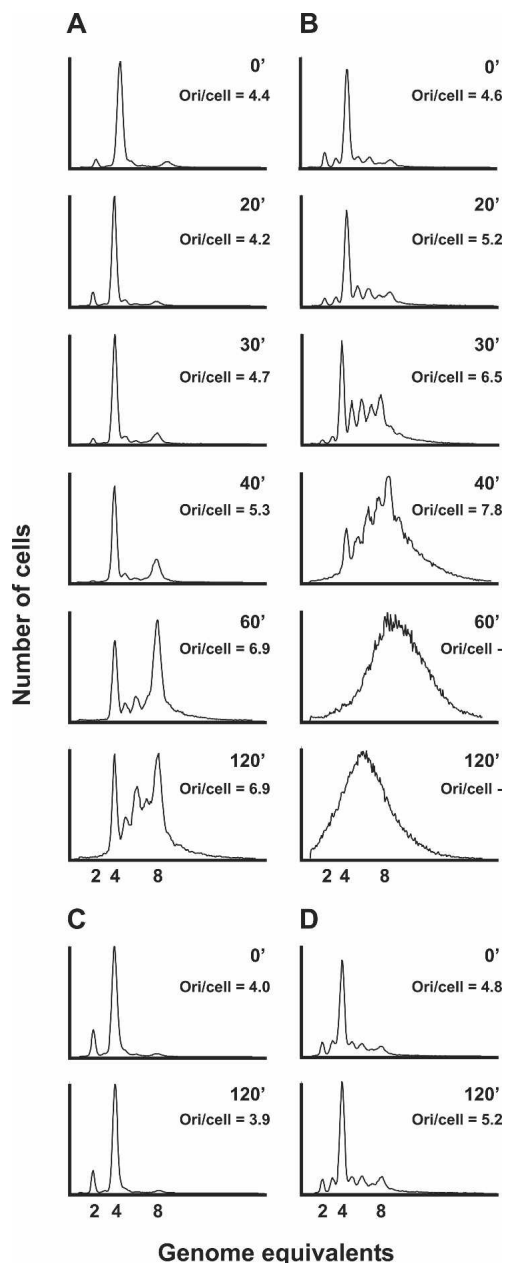 A
B
0'
Ori/cell = 4.4
0'
Ori/cell = 4.6
20'
Ori/cell = 4.2
20'
Ori/cell = 5.2
30'
Ori/cell = 4.7
30'
Ori/cell = 6.5
40'
Ori/cell = 5.3
40'
Ori/cell = 7.8
60'
Ori/cell = 6.9
60'
Ori/cell -
120'
Ori/cell = 6.9
120'
Ori/cell -
2 4 8
2 4 8
Number of cells
C
D
0'
Ori/cell = 4.0
0'
Ori/cell = 4.8
120'
Ori/cell = 3.9
120'
Ori/cell = 5.2
2 4 8
2 4 8
Genome equivalents